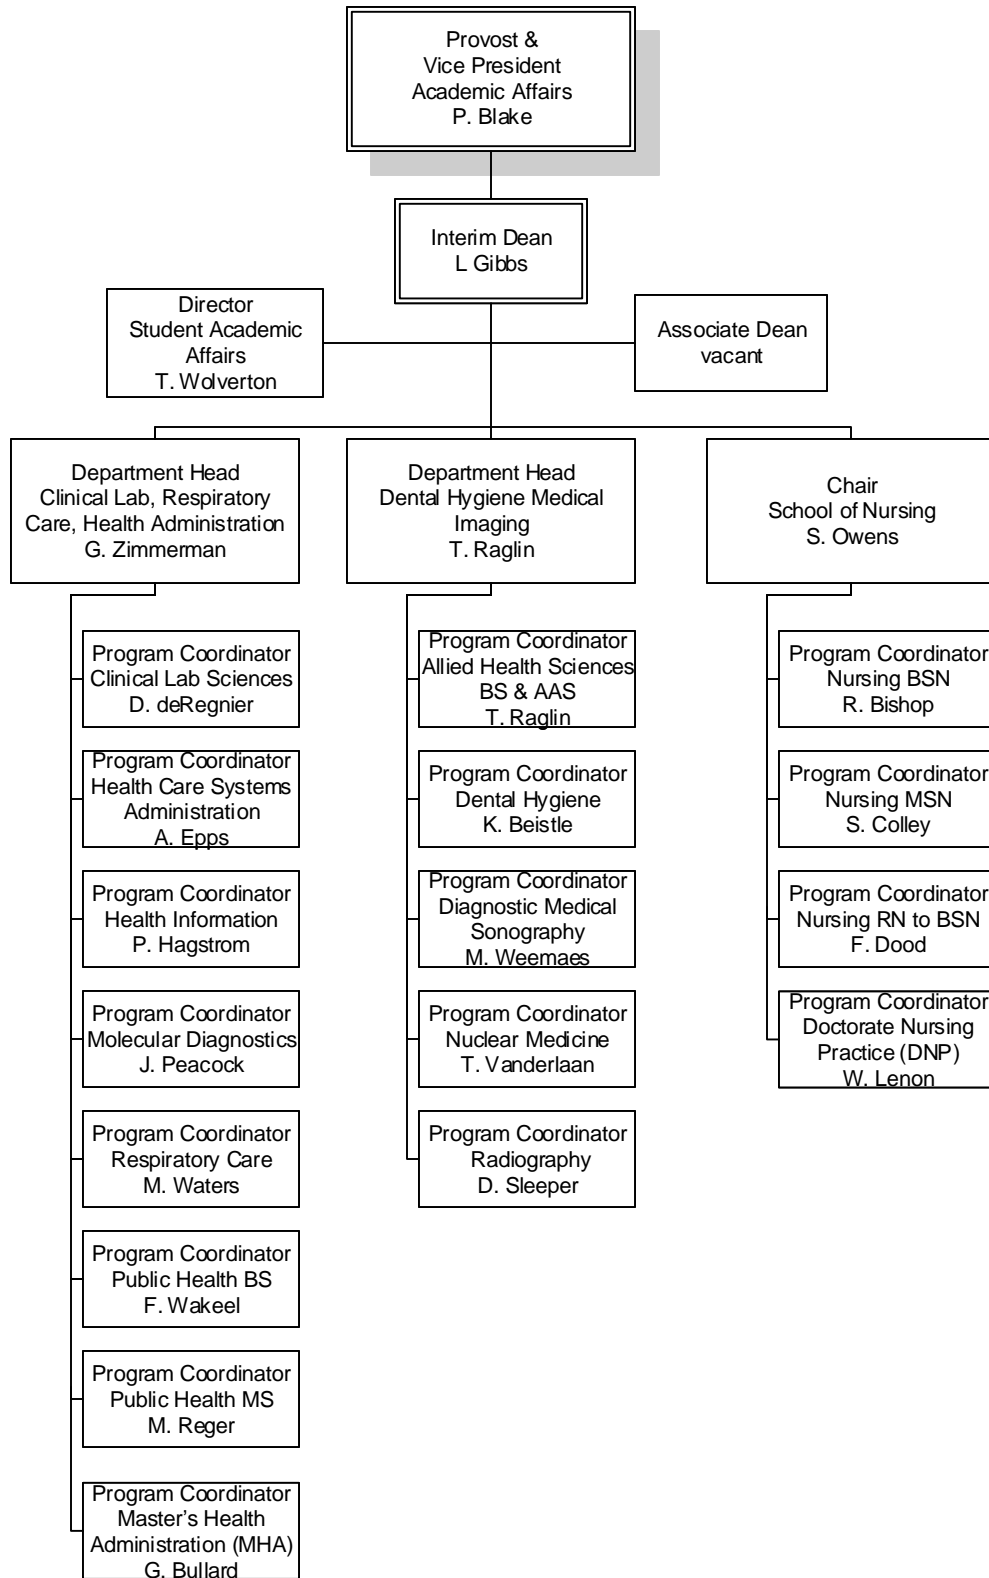 Provost &
Vice President
Academic Affairs
P. Blake
Interim Dean
L Gibbs
Director
Student Academic
Affairs
T. Wolverton
Associate Dean
vacant
Department Head
Clinical Lab, Respiratory
Care, Health Administration
G. Zimmerman
Department Head
Dental Hygiene Medical
Imaging
T. Raglin
Chair
School of Nursing
S. Owens
Program Coordinator
Clinical Lab Sciences
D. deRegnier
Program Coordinator
Health Care Systems
Administration
A. Epps
Program Coordinator
Health Information
P. Hagstrom
Program Coordinator
Molecular Diagnostics
J. Peacock
Program Coordinator
Respiratory Care
M. Waters
Program Coordinator
Public Health BS
F. Wakeel
Program Coordinator
Public Health MS
M. Reger
Program Coordinator
Master's Health
Administration (MHA)
G. Bullard
Program Coordinator
Allied Health Sciences
BS & AAS
T. Raglin
Program Coordinator
Dental Hygiene
K. Beistle
Program Coordinator
Diagnostic Medical
Sonography
M. Weemaes
Program Coordinator
Nuclear Medicine
T. Vanderlaan
Program Coordinator
Radiography
D. Sleeper
Program Coordinator
Nursing BSN
R. Bishop
Program Coordinator
Nursing MSN
S. Colley
Program Coordinator
Nursing RN to BSN
F. Dood
Program Coordinator
Doctorate Nursing
Practice (DNP)
W. Lenon